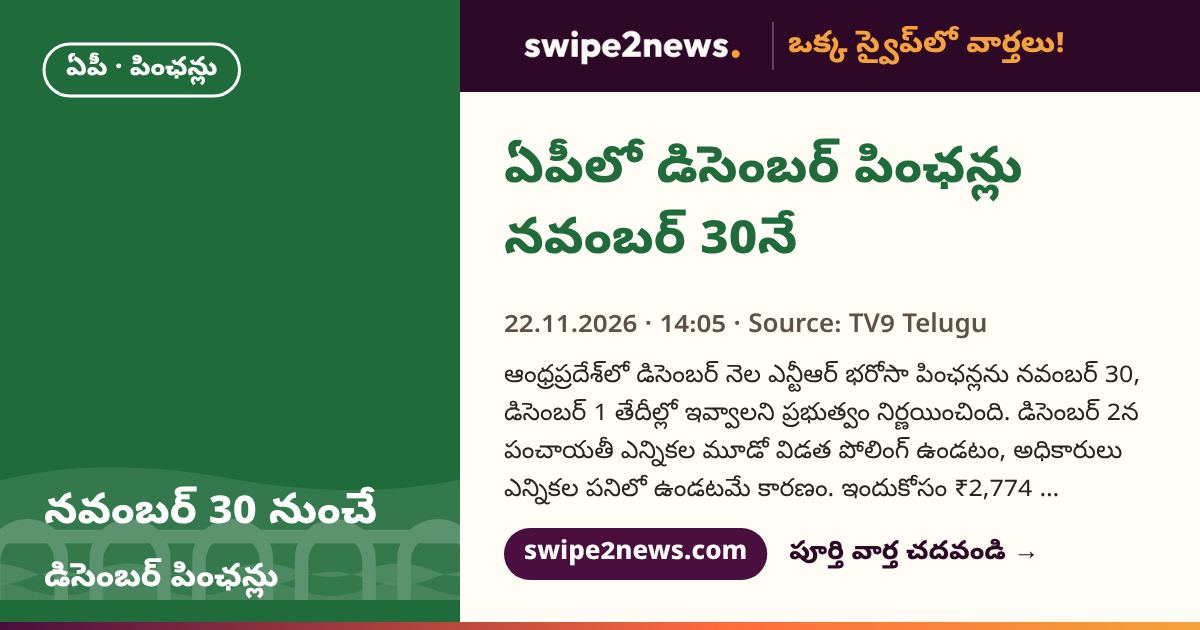 ఏపీ · పింఛన్లు
swipe2news.
ఒక్క స్వైప్‌లో వార్తలు!
ఏపీలో డిసెంబర్ పింఛన్లు
నవంబర్ 30నే
22.11.2026 · 14:05 · Source: TV9 Telugu
ఆంధ్రప్రదేశ్‌లో డిసెంబర్ నెల ఎన్టీఆర్ భరోసా పింఛన్లను నవంబర్ 30,
డిసెంబర్ 1 తేదీల్లో ఇవ్వాలని ప్రభుత్వం నిర్ణయించింది. డిసెంబర్ 2న
పంచాయతీ ఎన్నికల మూడో విడత పోలింగ్ ఉండటం, అధికారులు
ఎన్నికల పనిలో ఉండటమే కారణం. ఇందుకోసం ₹2,774 ...
నవంబర్ 30 నుంచే
డిసెంబర్ పింఛన్లు
swipe2news.com
పూర్తి వార్త చదవండి →